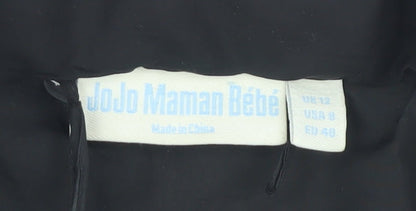 JoJo Maman Bébé
Made in China
UK 12
USA 8
EU 40